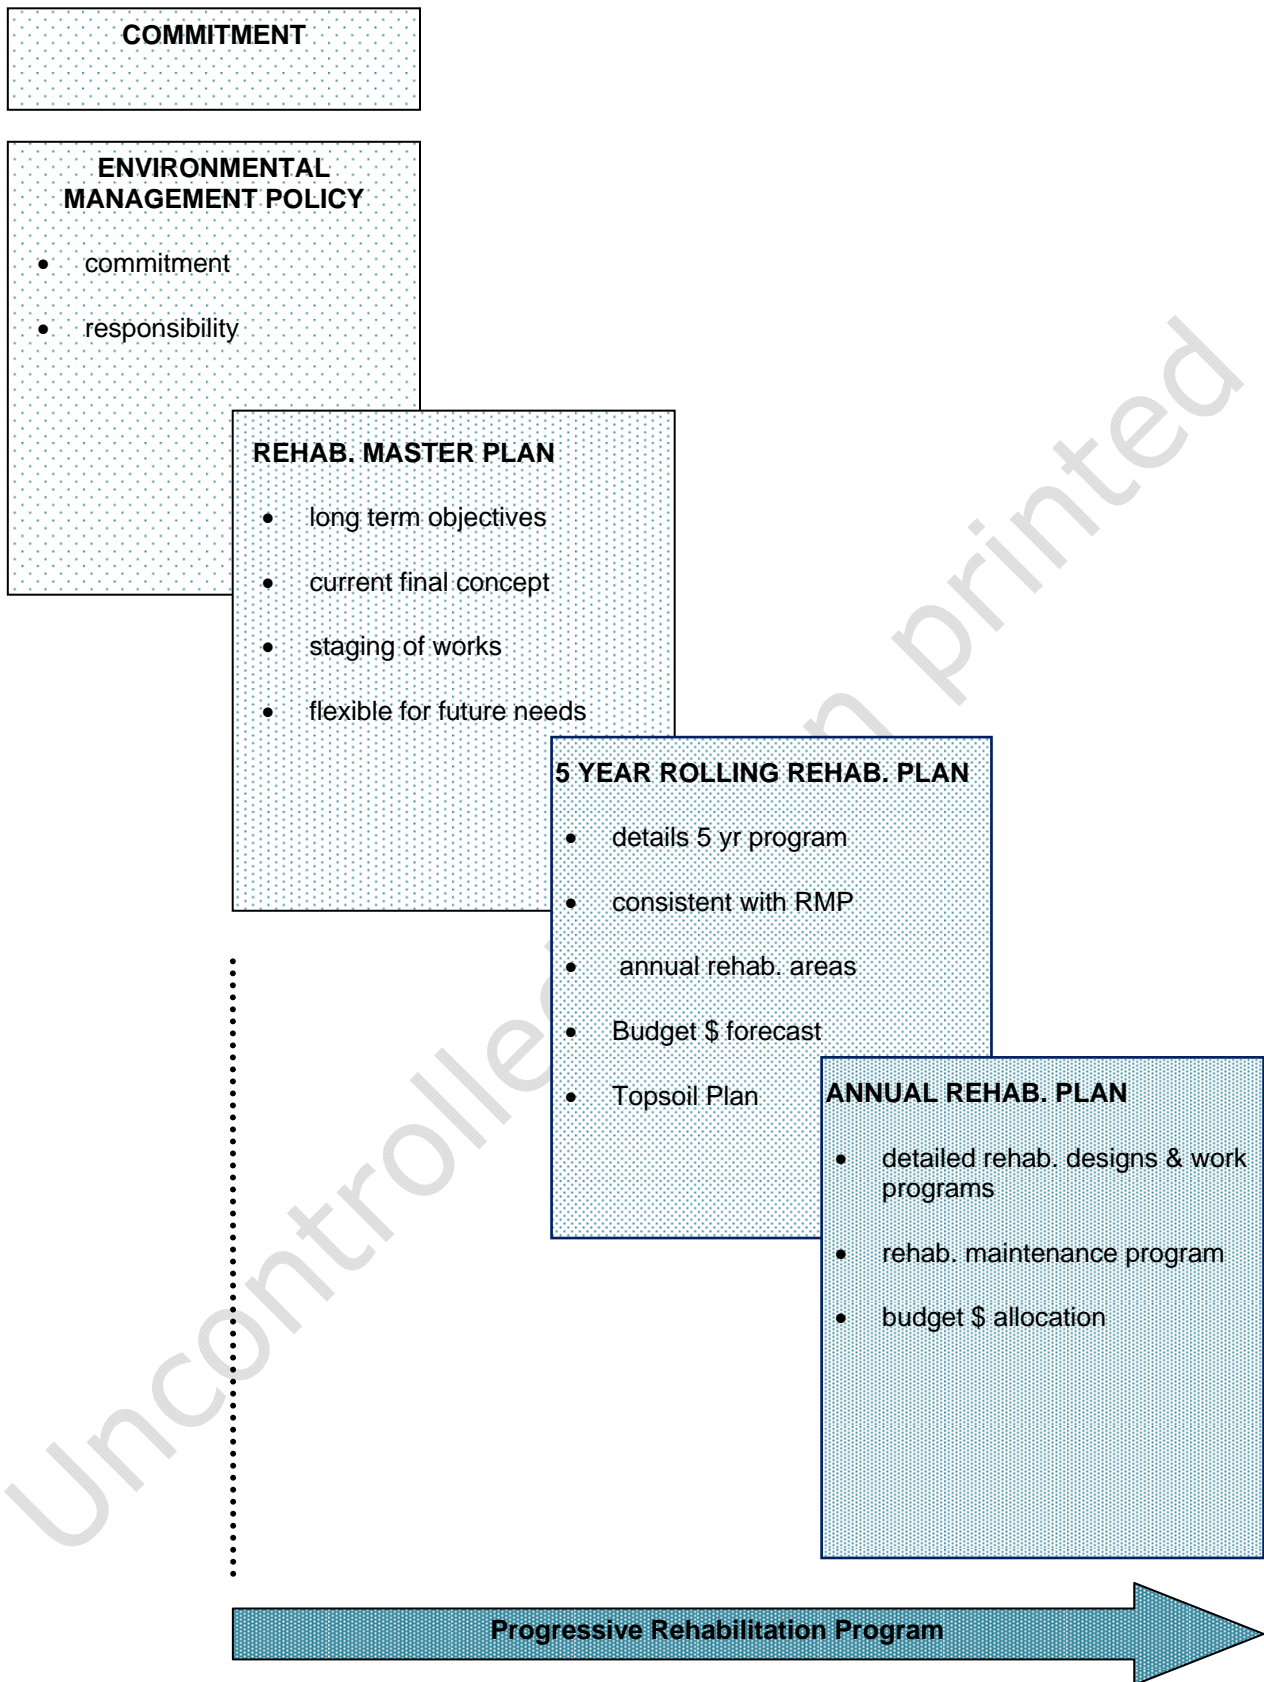 COMMITMENT
ENVIRONMENTAL
MANAGEMENT POLICY
• commitment
• responsibility
REHAB. MASTER PLAN
• long term objectives
• current final concept
• staging of works
• flexible for future needs
5 YEAR ROLLING REHAB. PLAN
• details 5 yr program
• consistent with RMP
• annual rehab. areas
• Budget $ forecast
• Topsoil Plan
ANNUAL REHAB. PLAN
• detailed rehab. designs & work
programs
• rehab. maintenance program
• budget $ allocation
Progressive Rehabilitation Program
printed